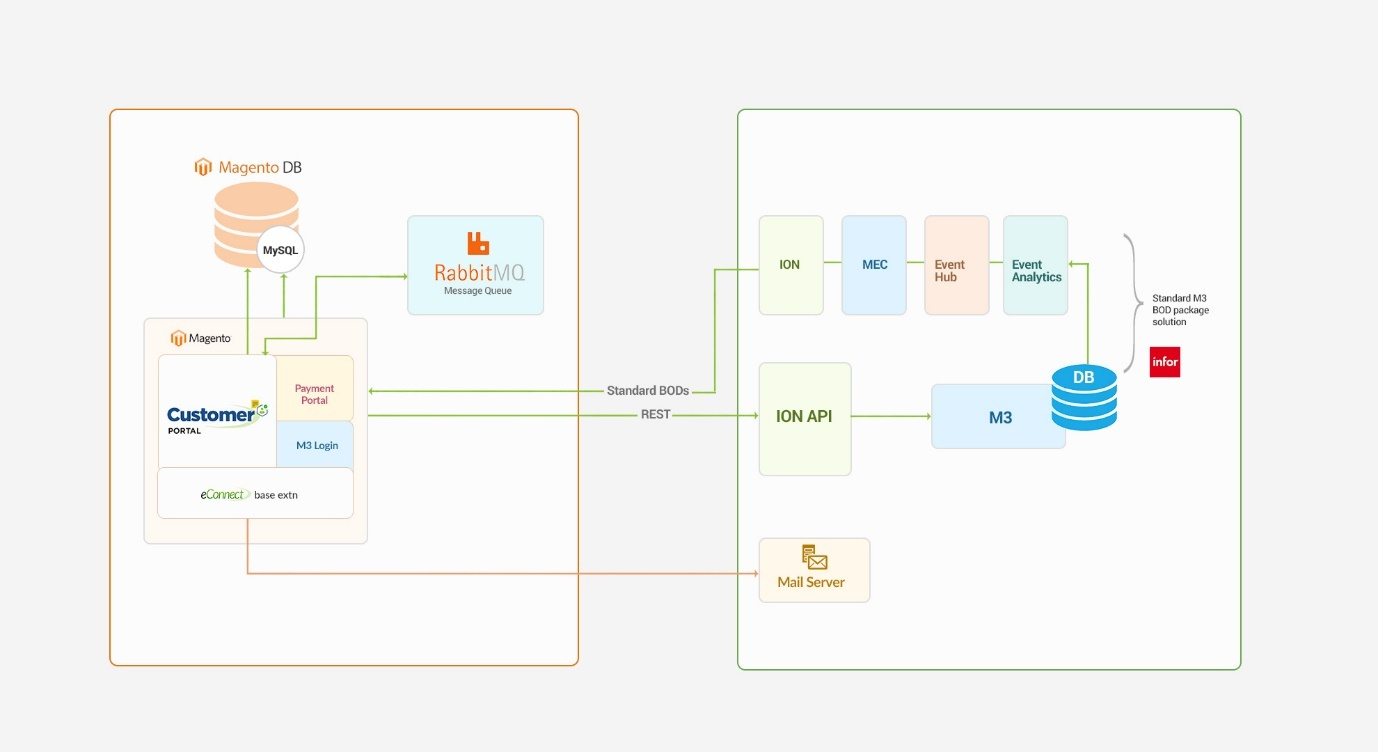 Magento DB
MySQL
RabbitMQ
Message Queue
Magento
Customer
PORTAL
Payment
Portal
M3 Login
eConnect base extn
Standard BODs
REST
ION
MEC
Event
Hub
Event
Analytics
Standard M3
BOD package
solution
infor
DB
ION API
M3
Mail Server